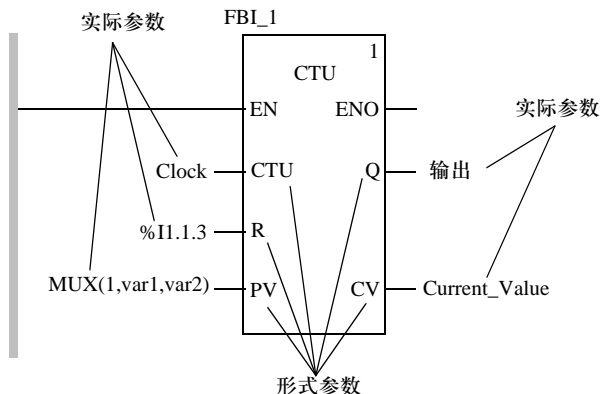 实际参数
FBI_1
1
CTU
实际参数
EN ENO
Clock CTU Q 输出
%I1.1.3 R
MUX(1,var1,var2) PV CV Current_Value
形式参数